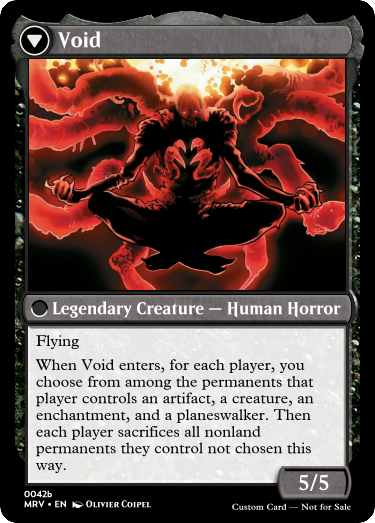 Void
Legendary Creature — Human Horror
Flying
When Void enters, for each player, you
choose from among the permanents that
player controls an artifact, a creature, an
enchantment, and a planeswalker. Then
each player sacrifices all nonland
permanents they control not chosen this
way.
5/5
0042b
MRV • EN Olivier Coipel
Custom Card — Not for Sale